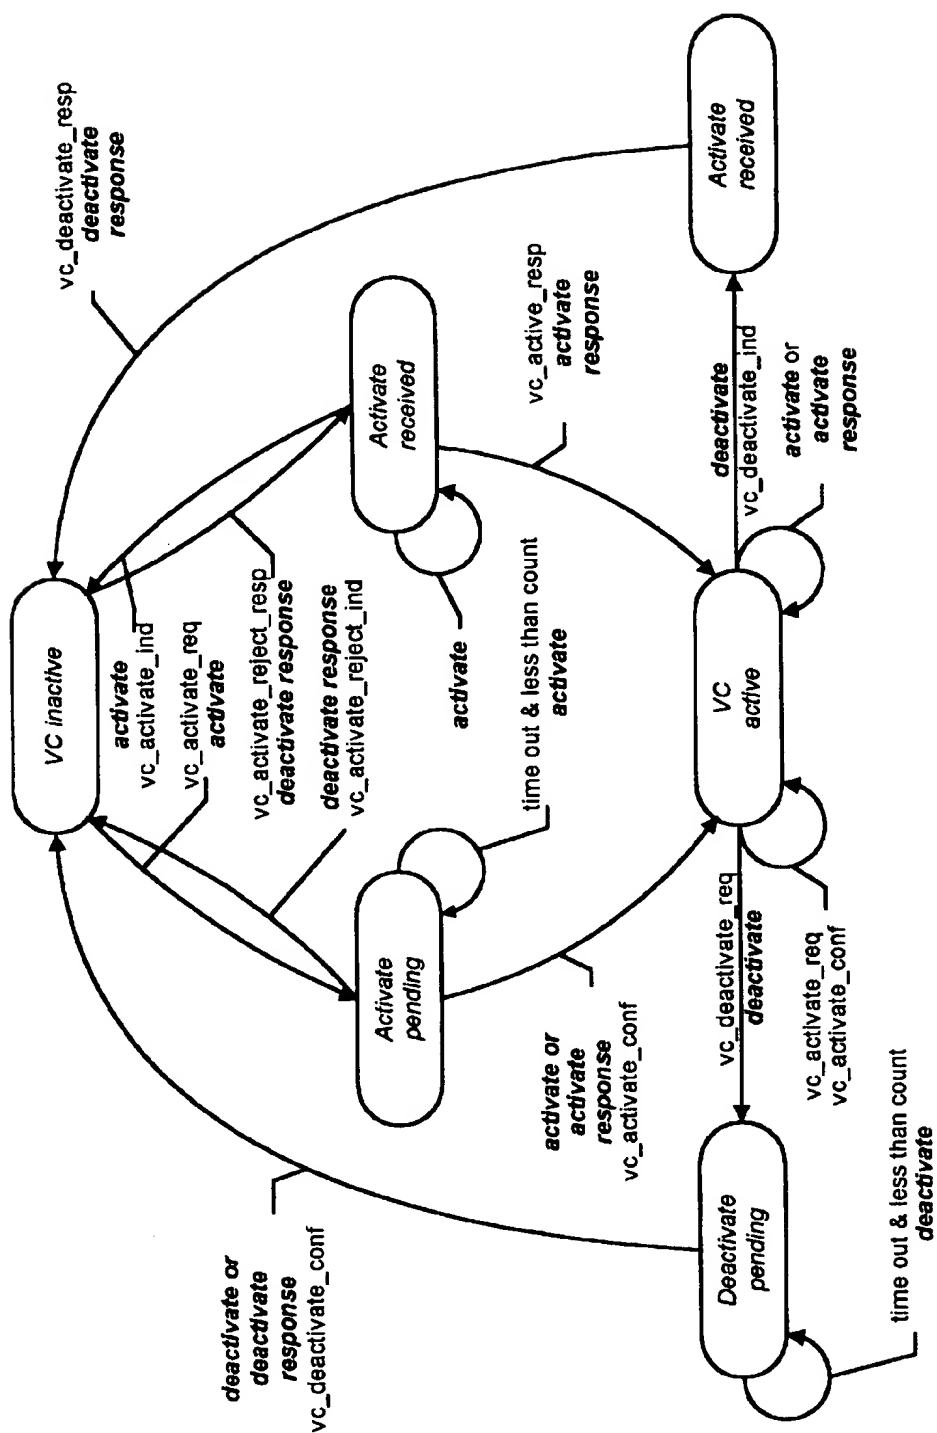 VC inactive
vc_deactivate_resp
deactivate
response
activate
vc_activate_ind
vc_activate_req
activate
deactivate or
deactivate
response
vc_deactivate_conf
vc_activate_reject_resp
deactivate response
deactivate response
vc_activate_reject_ind
Activate
pending
Activate
received
activate
time out & less than count
activate
vc_active_resp
activate
response
activate or
activate
response
vc_activate_conf
Deactivate
pending
vc_deactivate_req
deactivate
VC
active
deactivate
vc_deactivate_ind
Activate
received
activate or
activate
response
vc_activate_req
vc_activate_conf
time out & less than count
deactivate